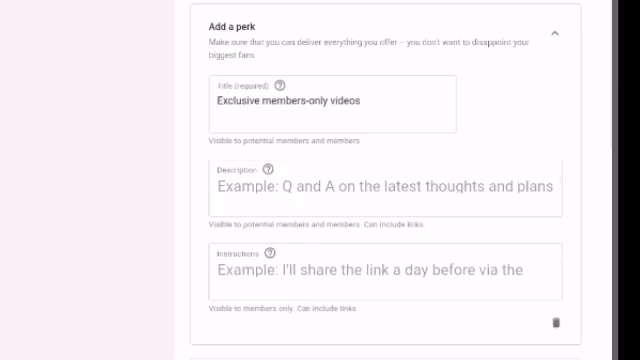 Add a perk
Make sure that you can deliver everything you offer – you don't want to disappoint your
biggest fans
Title (required)
Exclusive members-only videos
Visible to potential members and members
Description
Example: Q and A on the latest thoughts and plans
Visible to potential members and members. Can include links.
Instructions
Example: I'll share the link a day before via the
Visible to members only. Can include links.